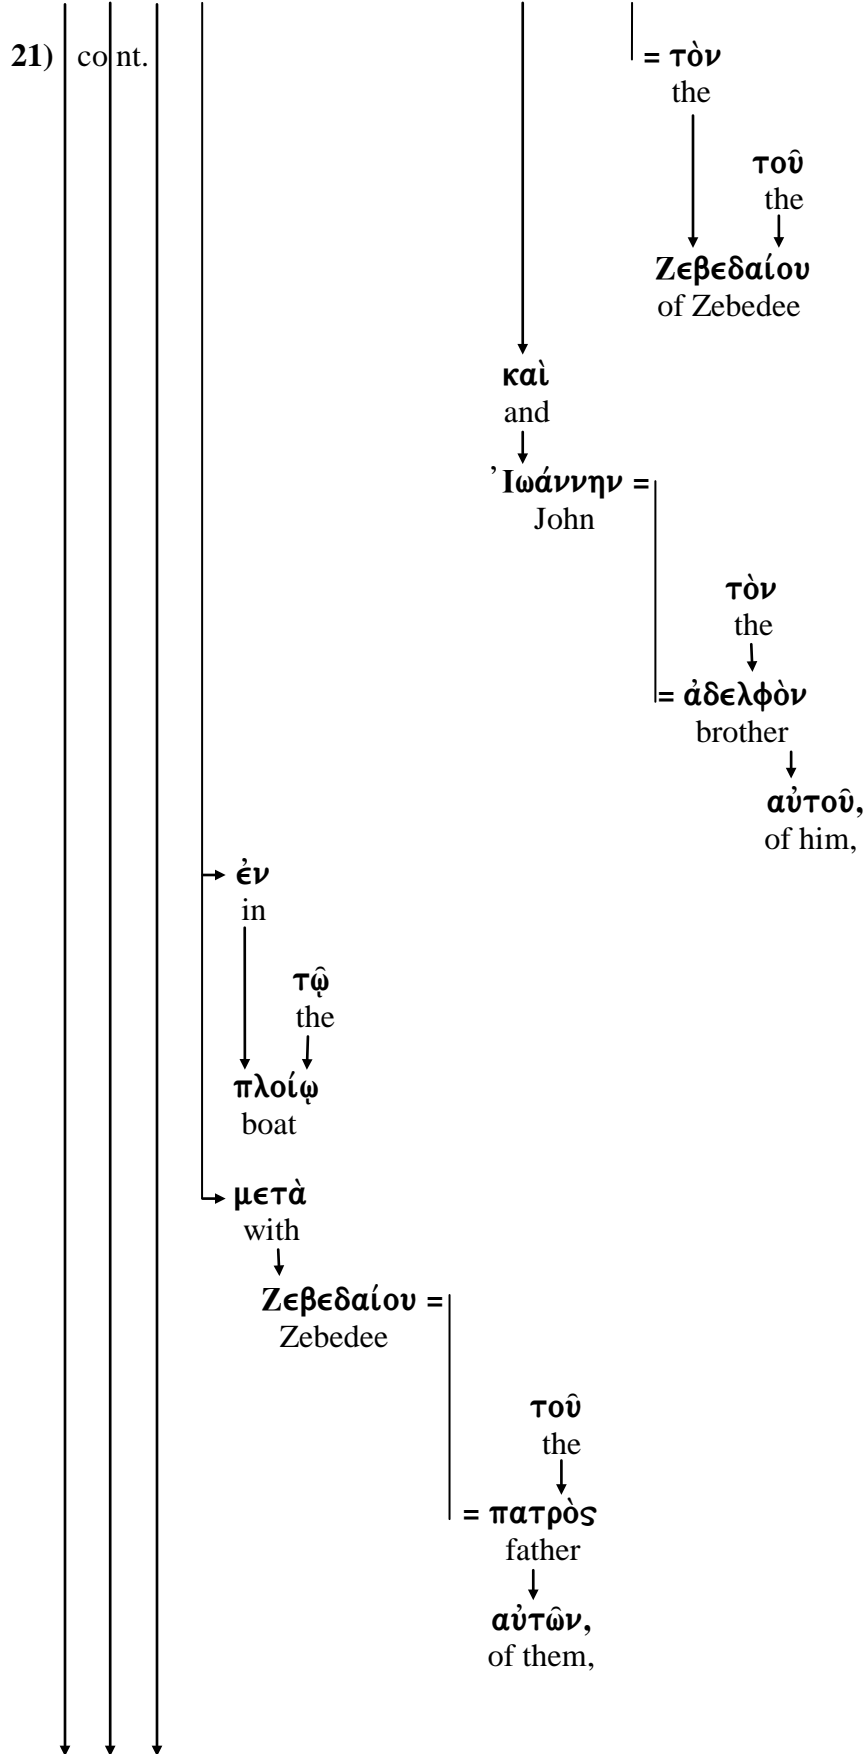 21) cont.
= τὸν
the
τοῦ
the
Ζεβεδαίου
of Zebedee
καὶ
and
Ἰωάννην =
John
τὸν
the
= ἀδελφὸν
brother
αὐτοῦ,
of him,
ἐν
in
τῷ
the
πλοίῳ
boat
μετὰ
with
Ζεβεδαίου =
Zebedee
τοῦ
the
= πατρὸς
father
αὐτῶν,
of them,